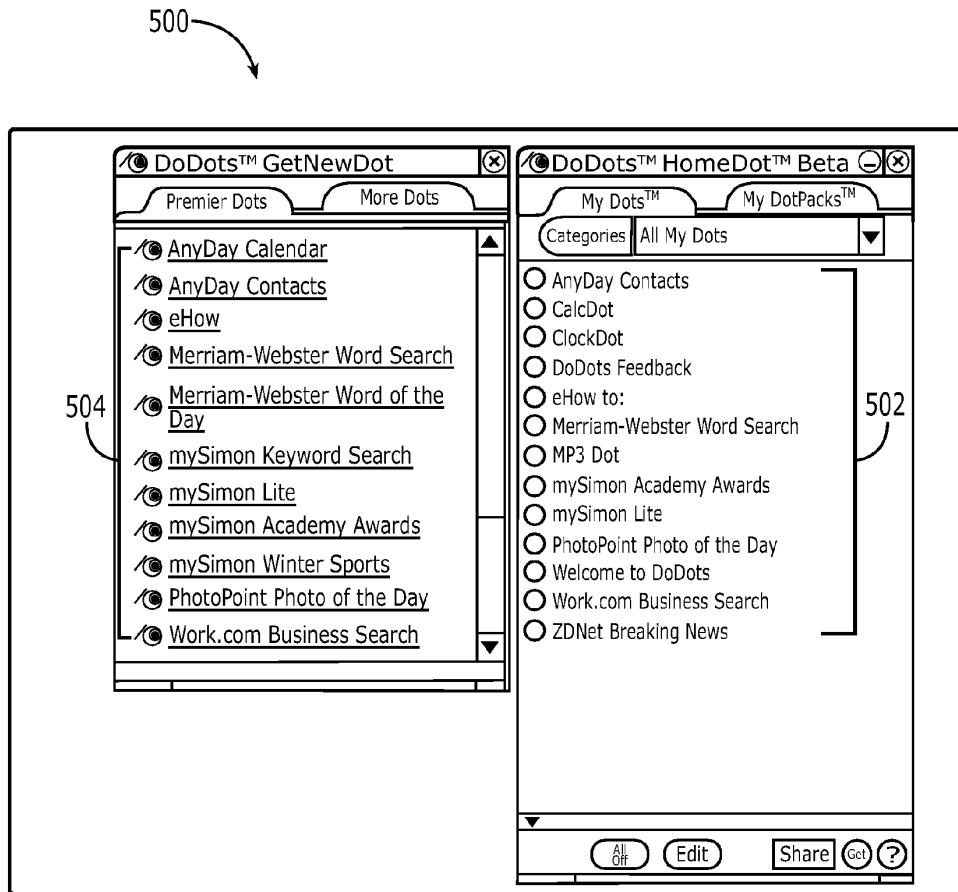 500
DoDots™ GetNewDot
Premier Dots
More Dots
AnyDay Calendar
AnyDay Contacts
eHow
Merriam-Webster Word Search
Merriam-Webster Word of the
Day
mySimon Keyword Search
mySimon Lite
mySimon Academy Awards
mySimon Winter Sports
PhotoPoint Photo of the Day
Work.com Business Search
504
DoDots™ HomeDot™ Beta
My Dots™
My DotPacks™
Categories
All My Dots
AnyDay Contacts
CalcDot
ClockDot
DoDots Feedback
eHow to:
Merriam-Webster Word Search
MP3 Dot
mySimon Academy Awards
mySimon Lite
PhotoPoint Photo of the Day
Welcome to DoDots
Work.com Business Search
ZDNet Breaking News
502
All
Off
Edit
Share
Get
?